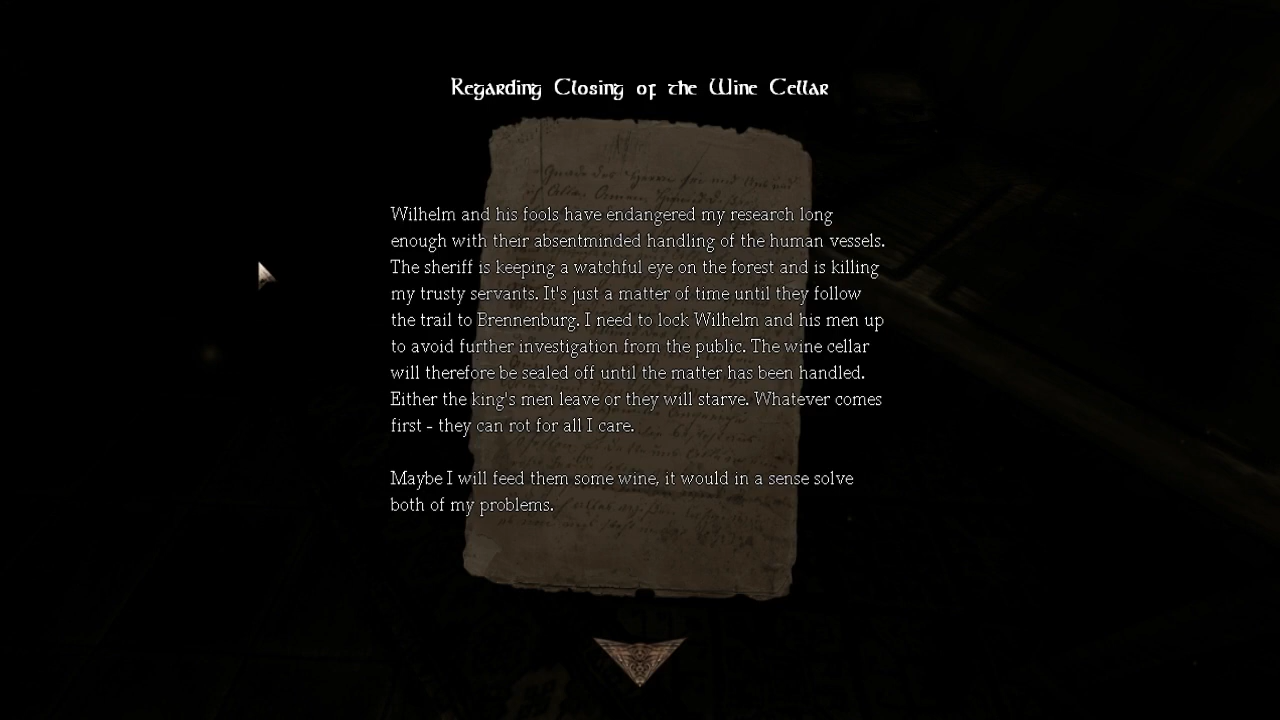 Regarding Closing of the Wine Cellar
Wilhelm and his fools have endangered my research long
enough with their absentminded handling of the human vessels.
The sheriff is keeping a watchful eye on the forest and is killing
my trusty servants. It's just a matter of time until they follow
the trail to Brennenburg. I need to lock Wilhelm and his men up
to avoid further investigation from the public. The wine cellar
will therefore be sealed off until the matter has been handled.
Either the king's men leave or they will starve. Whatever comes
first - they can rot for all I care.
Maybe I will feed them some wine, it would in a sense solve
both of my problems.